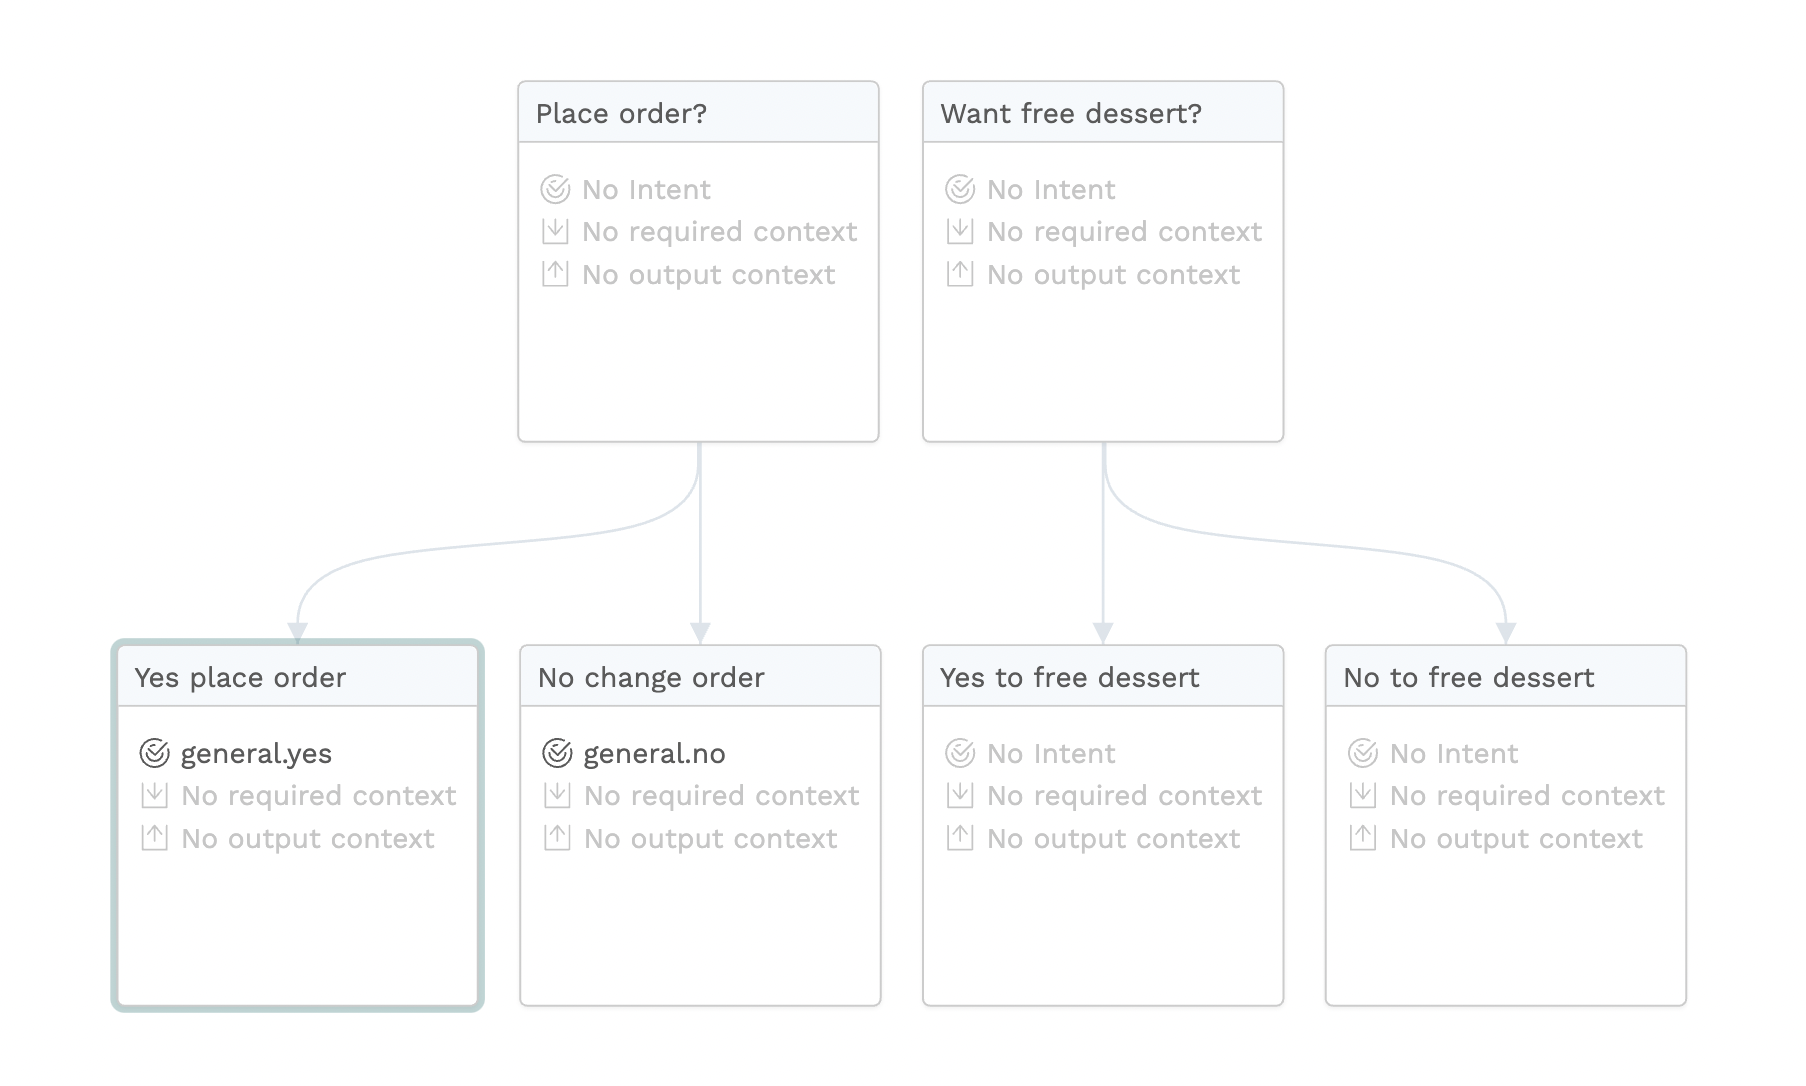 Place order?
No Intent
No required context
No output context
Want free dessert?
No Intent
No required context
No output context
Yes place order
general.yes
No required context
No output context
No change order
general.no
No required context
No output context
Yes to free dessert
No Intent
No required context
No output context
No to free dessert
No Intent
No required context
No output context